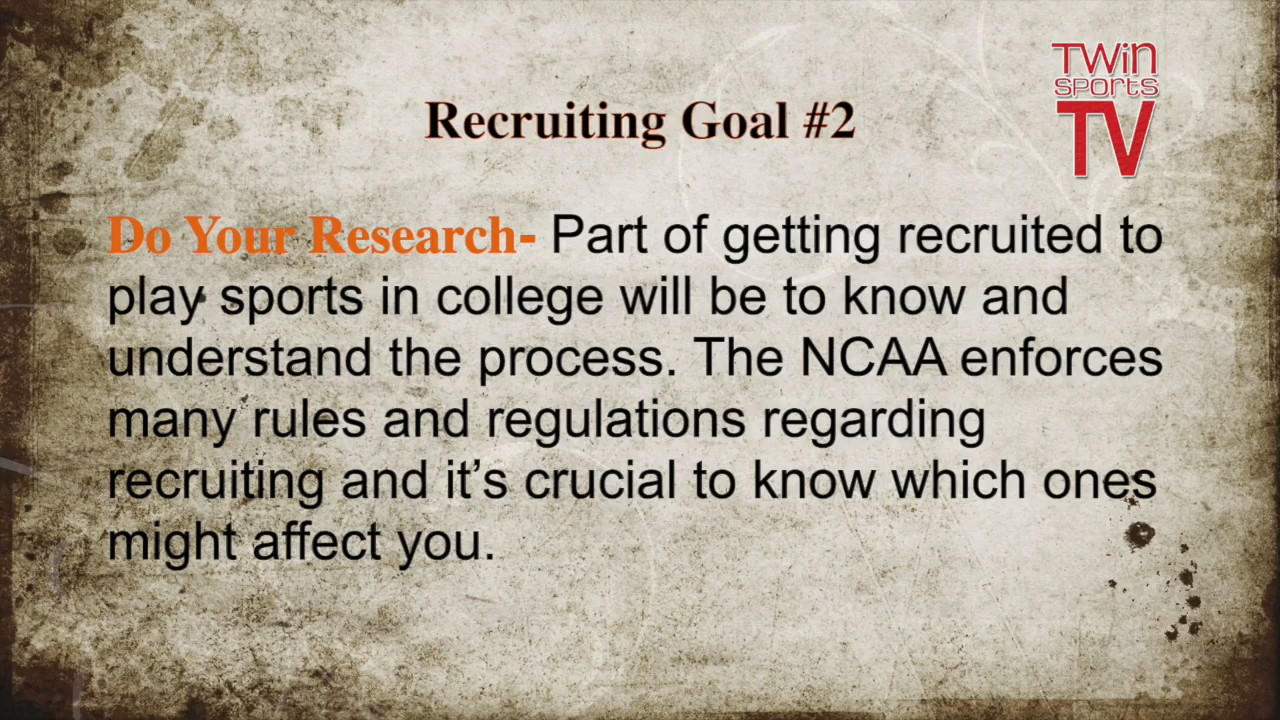 TWin
sports
TV
Recruiting Goal #2
Do Your Research- Part of getting recruited to
play sports in college will be to know and
understand the process. The NCAA enforces
many rules and regulations regarding
recruiting and it’s crucial to know which ones
might affect you.